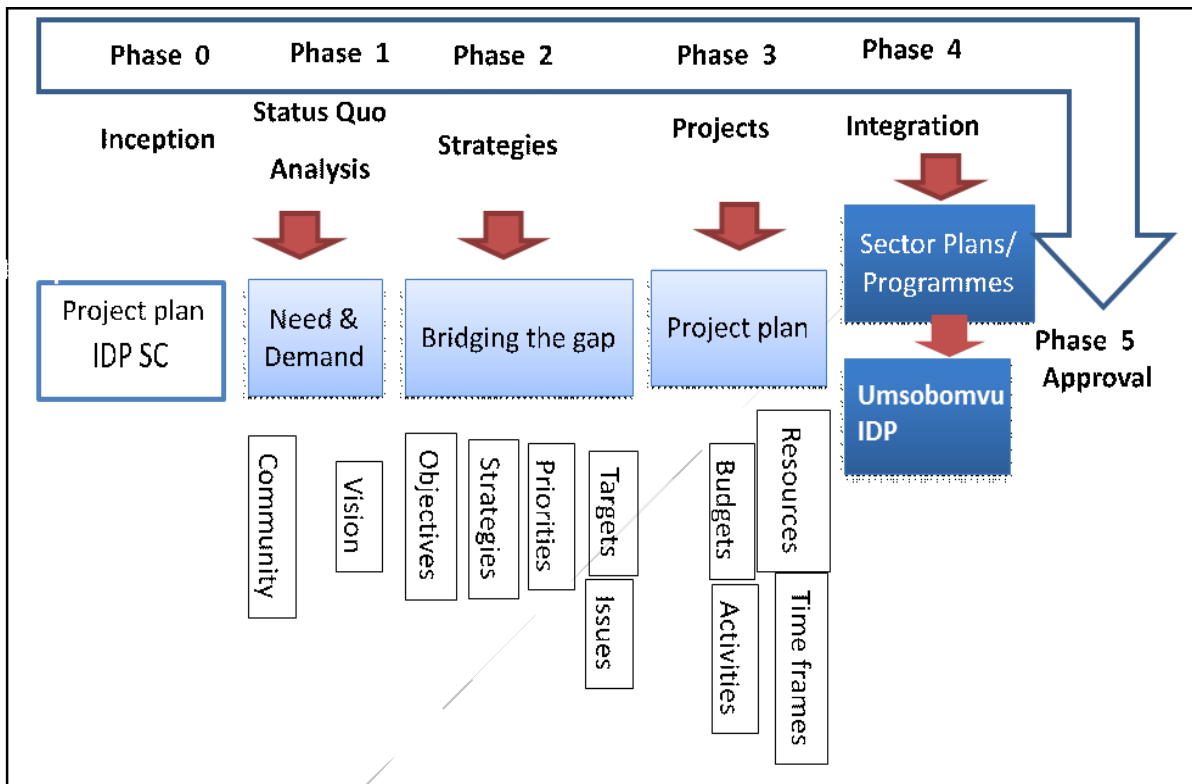 Phase 0
Phase 1
Phase 2
Phase 3
Phase 4
Inception
Status Quo
Analysis
Strategies
Projects
Integration
Project plan
IDP SC
Need &
Demand
Bridging the gap
Project plan
Sector Plans/
Programmes
Umsobomvu
IDP
Phase 5
Approval
Community
Vision
Objectives
Strategies
Priorities
Targets
Issues
Budgets
Activities
Resources
Time frames